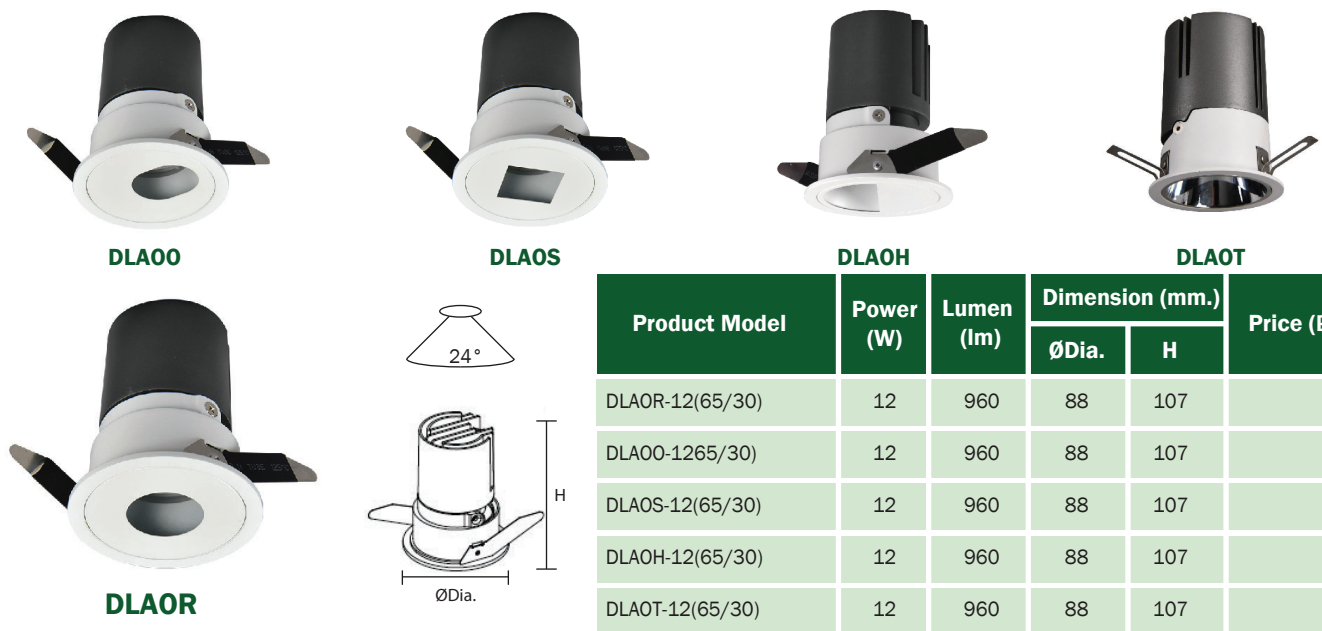 DLAOO
DLAOS
DLAOH
DLAOT
DLAOR
24°
H
ØDia.
Product Model
Power
(W)
Lumen
(lm)
Dimension (mm.)
ØDia.
H
Price (
DLAOR-12(65/30) 12 960 88 107
DLAOO-1265/30) 12 960 88 107
DLAOS-12(65/30) 12 960 88 107
DLAOH-12(65/30) 12 960 88 107
DLAOT-12(65/30) 12 960 88 107